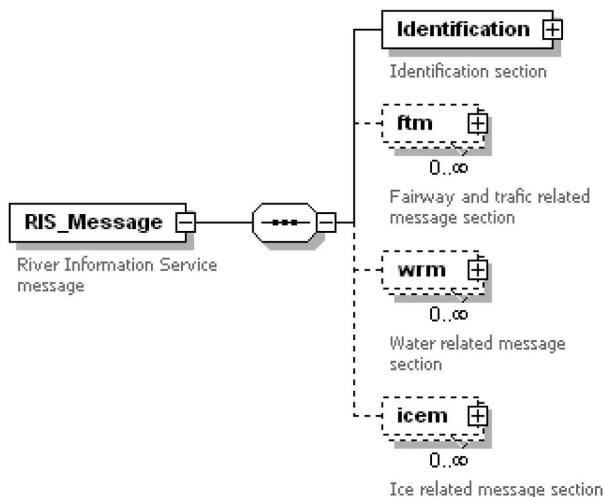 Identification
Identification section
ftm
0..∞
Fairway and trafic related
message section
RIS_Message
River Information Service
message
wrm
0..∞
Water related message
section
icem
0..∞
Ice related message section